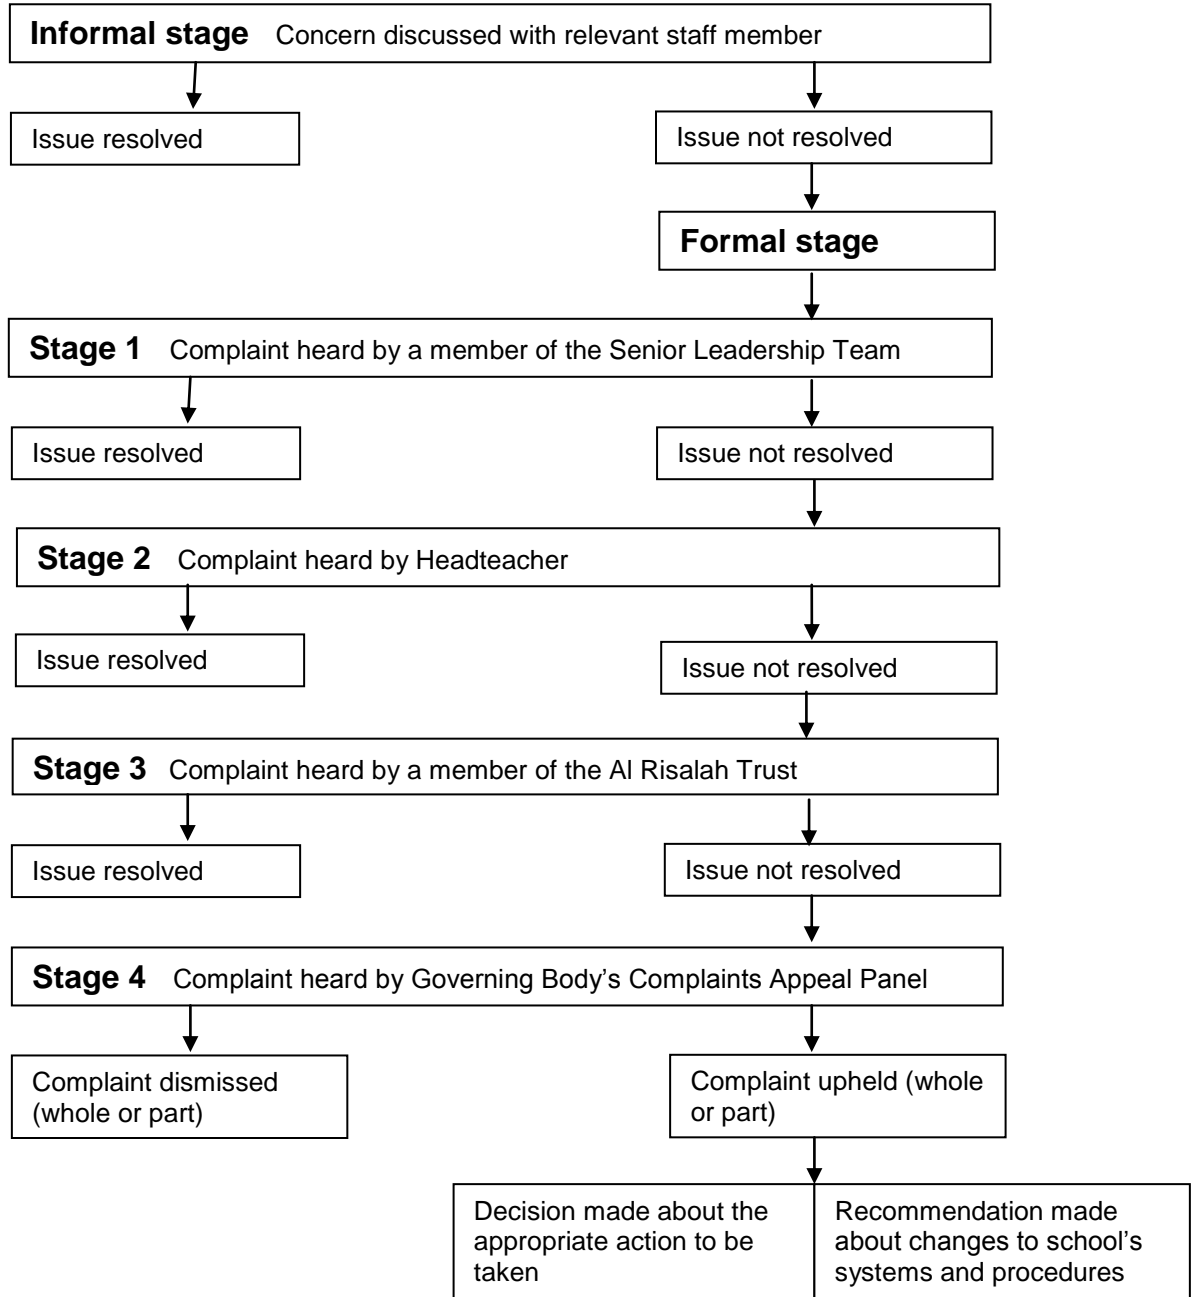 Informal stage Concern discussed with relevant staff member
Issue resolved
Issue not resolved
Formal stage
Stage 1 Complaint heard by a member of the Senior Leadership Team
Issue resolved
Issue not resolved
Stage 2 Complaint heard by Headteacher
Issue resolved
Issue not resolved
Stage 3 Complaint heard by a member of the Al Risalah Trust
Issue resolved
Issue not resolved
Stage 4 Complaint heard by Governing Body’s Complaints Appeal Panel
Complaint dismissed
(whole or part)
Complaint upheld (whole
or part)
Decision made about the
appropriate action to be
taken
Recommendation made
about changes to school’s
systems and procedures